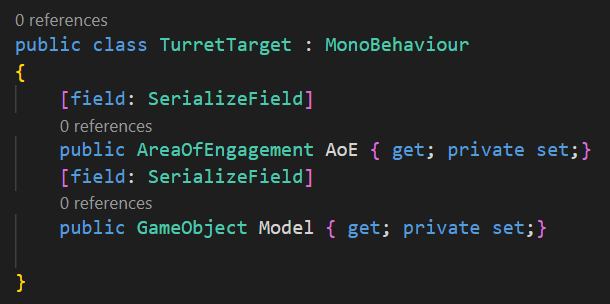 0 references
public class TurretTarget : MonoBehaviour
{
[field: SerializeField]
0 references
public AreaOfEngagement AoE { get; private set;}
[field: SerializeField]
0 references
public GameObject Model { get; private set;}
}